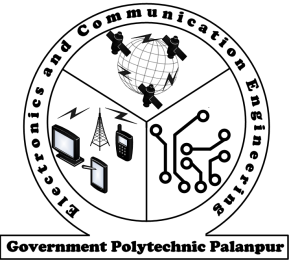 Electronics and Communication Engineering
Government Polytechnic Palanpur